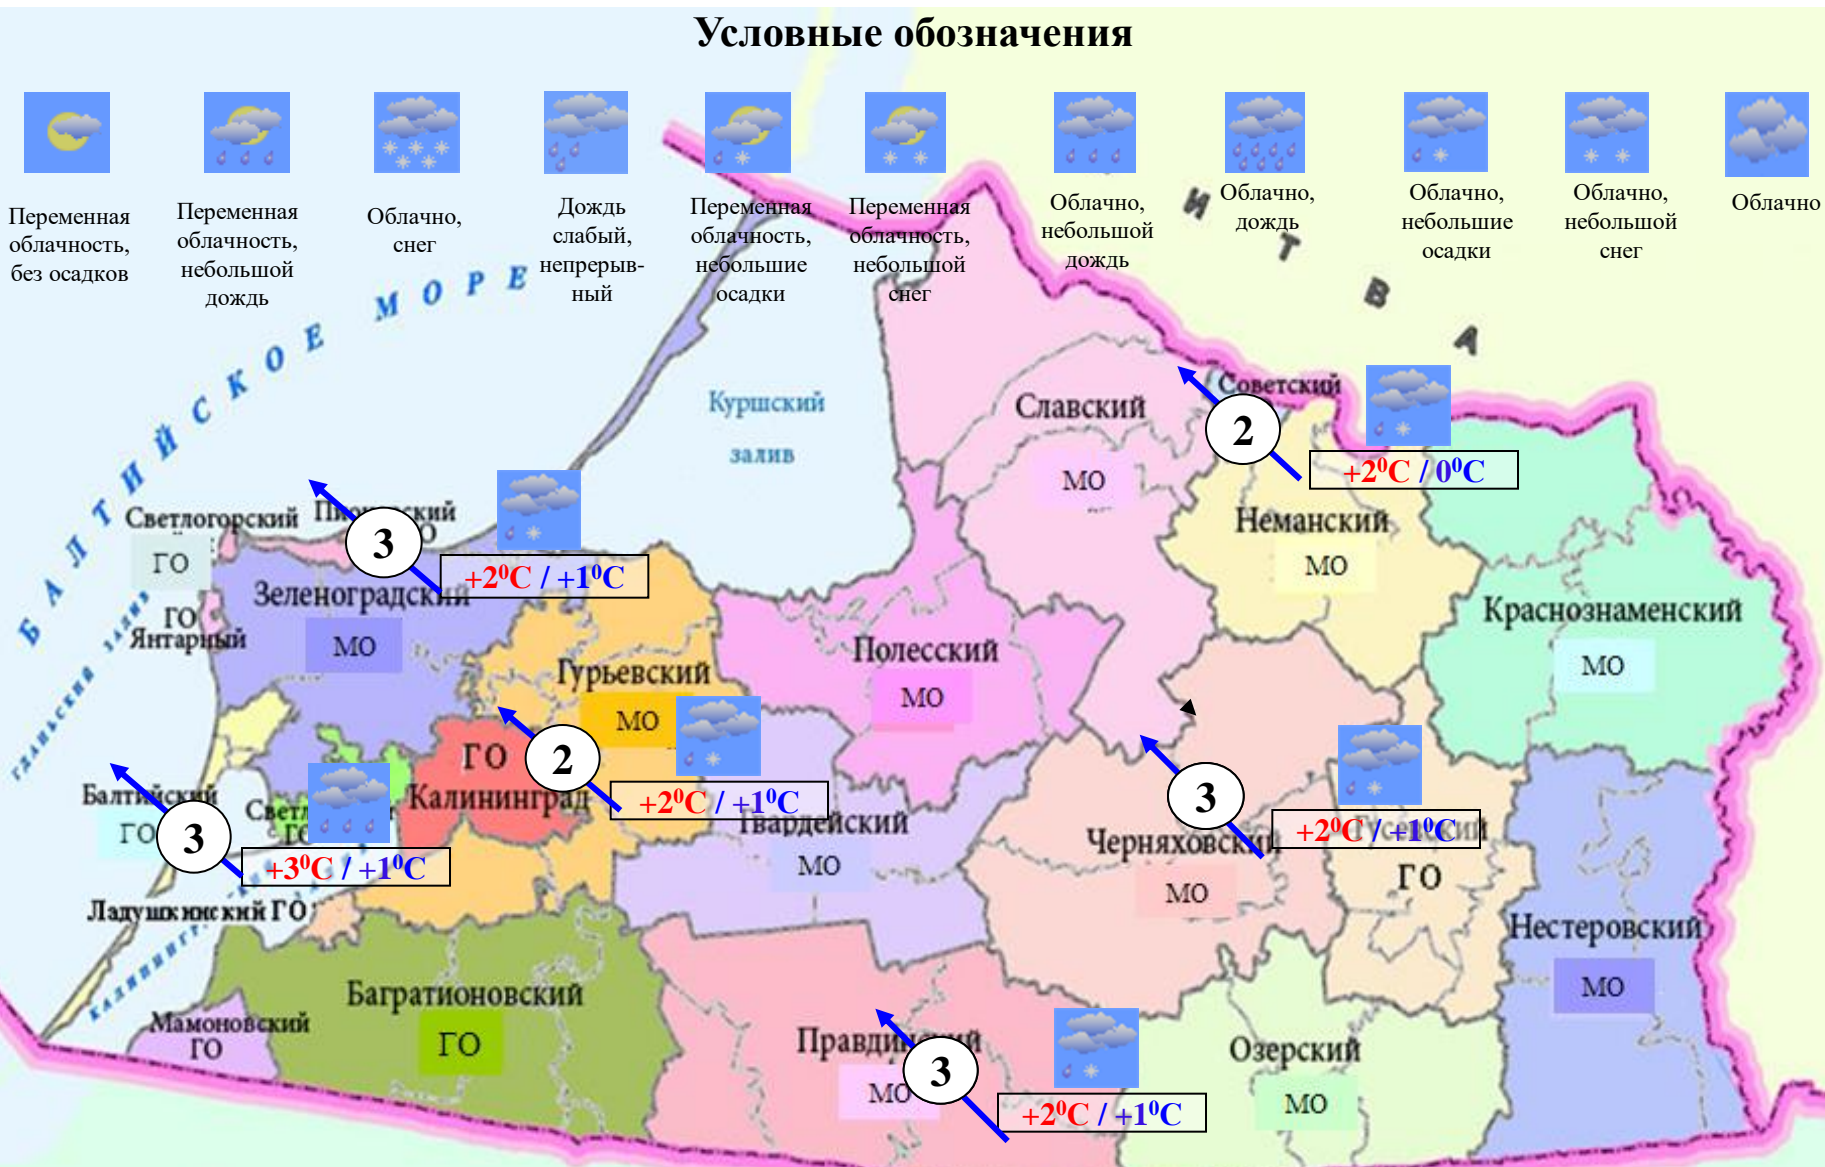 Условные обозначения
Переменная
облачность,
без осадков
Переменная
облачность,
небольшой
дождь
Облачно,
снег
Дождь
слабый,
непрерыв-
ный
Переменная
облачность,
небольшие
осадки
Переменная
облачность,
небольшой
снег
Облачно,
небольшой
дождь
Облачно,
дождь
Облачно,
небольшие
осадки
Облачно,
небольшой
снег
Облачно
И Т В А
БАЛТИЙСКОЕ МОРЕ
Куршский
залив
Славский
МО
Советский
2
+2⁰C / 0⁰C
Неманский
МО
Краснознаменский
МО
Светлогорский
ГО
3
+2⁰C / +1⁰C
Зеленоградский
МО
ГО
Янтарный
Гурьевский
МО
Полесский
МО
ГО
Калининград
2
+2⁰C / +1⁰C
Балтийский
ГО
3
+3⁰C / +1⁰C
Гвардейский
МО
Черняховский
МО
3
+2⁰C / +1⁰C
ГО
Нестеровский
МО
Ладушкинский ГО
Багратионовский
ГО
Мамоновский
ГО
МО
3
+2⁰C / +1⁰C
Озерский
МО